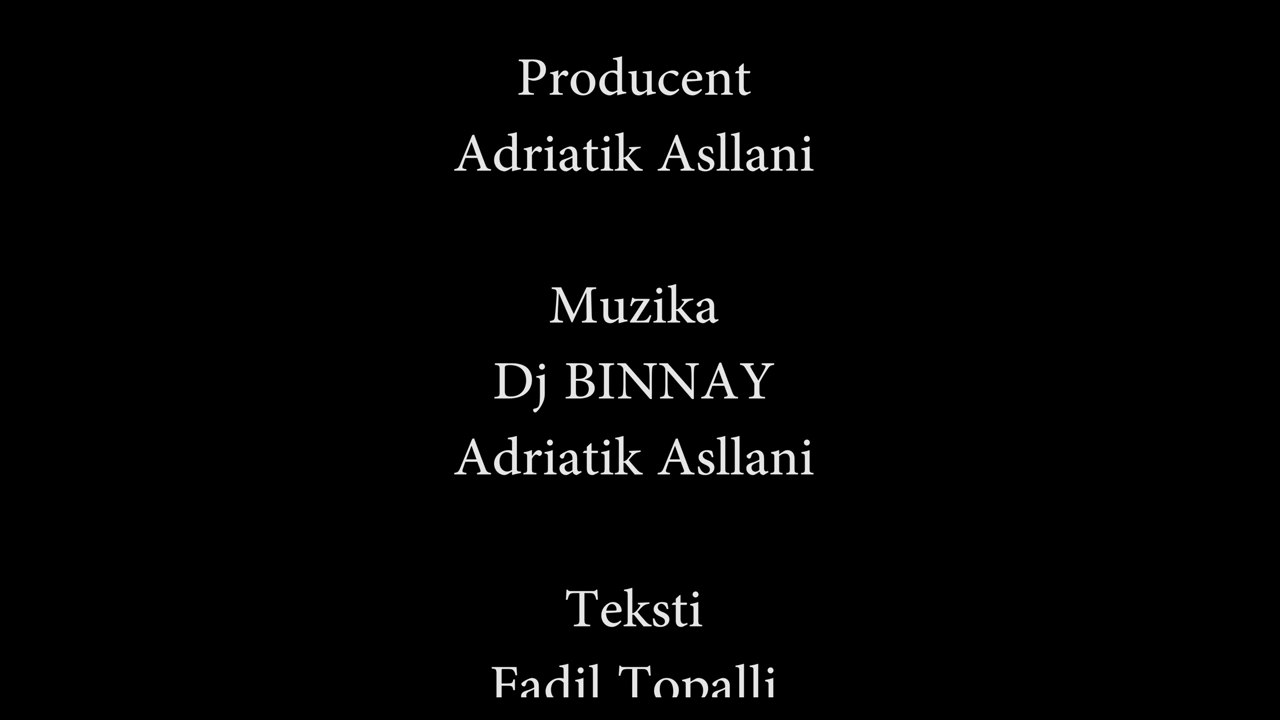 Producent
Adriatik Asllani
Muzika
Dj BINNAY
Adriatik Asllani
Teksti
Fadil Topalli